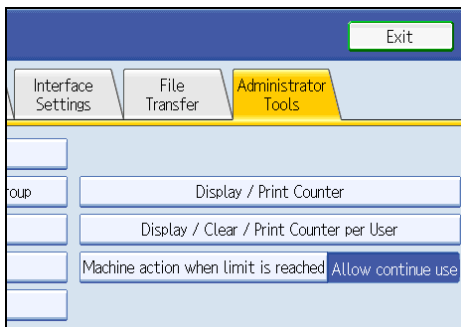 Exit
Interface
Settings
File
Transfer
Administrator
Tools
roup
Display / Print Counter
Display / Clear / Print Counter per User
Machine action when limit is reached Allow continue use